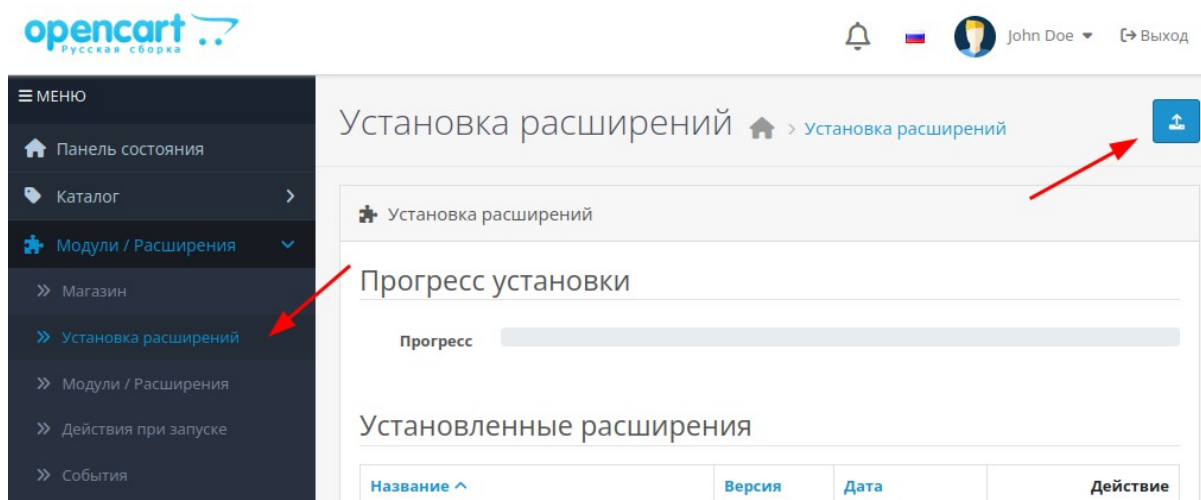 opencart
Русская сборка
John Doe
Выход
МЕНЮ
Панель состояния
Каталог
Модули / Расширения
Магазин
Установка расширений
Модули / Расширения
Действия при запуске
События
Установка расширений > Установка расширений
Установка расширений
Прогресс установки
Прогресс
Установленные расширения
Название Версия Дата Действие